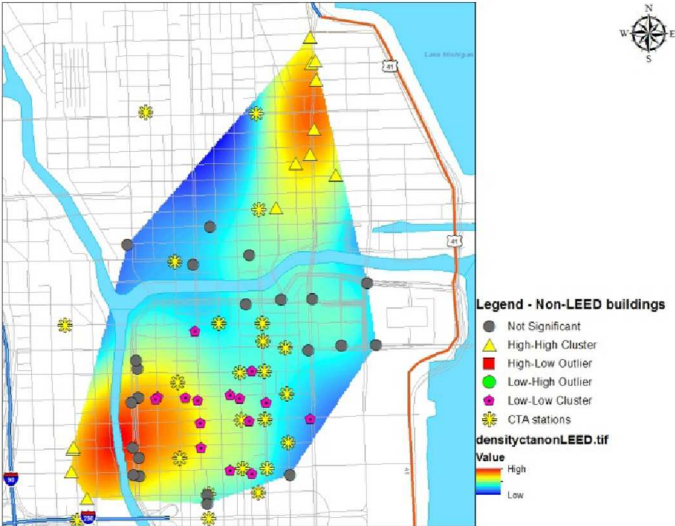 N
W E
S
Lake Michigan
41
41
Legend - Non-LEED buildings
Not Significant
High-High Cluster
High-Low Outlier
Low-High Outlier
Low-Low Cluster
CTA stations
densityctanonLEED.tif
Value
High
Low
41
90
290